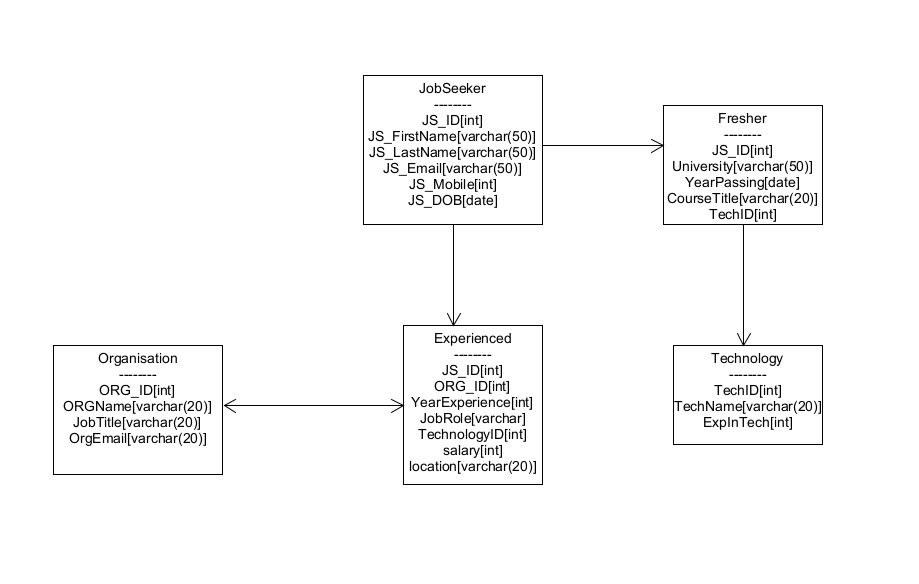 JobSeeker
--------
JS_ID[int]
JS_FirstName[varchar(50)]
JS_LastName[varchar(50)]
JS_Email[varchar(50)]
JS_Mobile[int]
JS_DOB[date]
Fresher
--------
JS_ID[int]
University[varchar(50)]
YearPassing[date]
CourseTitle[varchar(20)]
TechID[int]
Organisation
--------
ORG_ID[int]
ORGName[varchar(20)]
JobTitle[varchar(20)]
OrgEmail[varchar(20)]
Experienced
--------
JS_ID[int]
ORG_ID[int]
YearExperience[int]
JobRole[varchar]
TechnologyID[int]
salary[int]
location[varchar(20)]
Technology
--------
TechID[int]
TechName[varchar(20)]
ExpInTech[int]